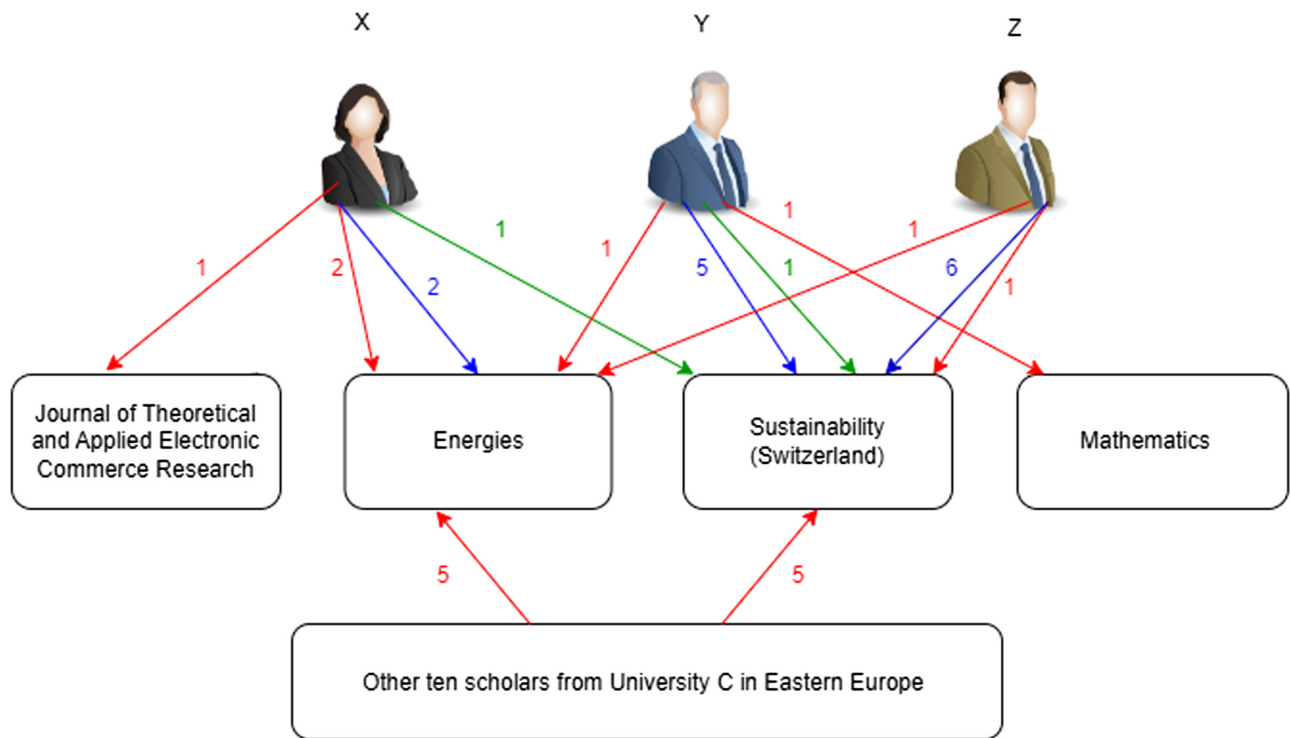 X
Y
Z
1
2
2
1
1
5
1
1
1
6
1
Journal of Theoretical
and Applied Electronic
Commerce Research
Energies
Sustainability
(Switzerland)
Mathematics
5
5
Other ten scholars from University C in Eastern Europe